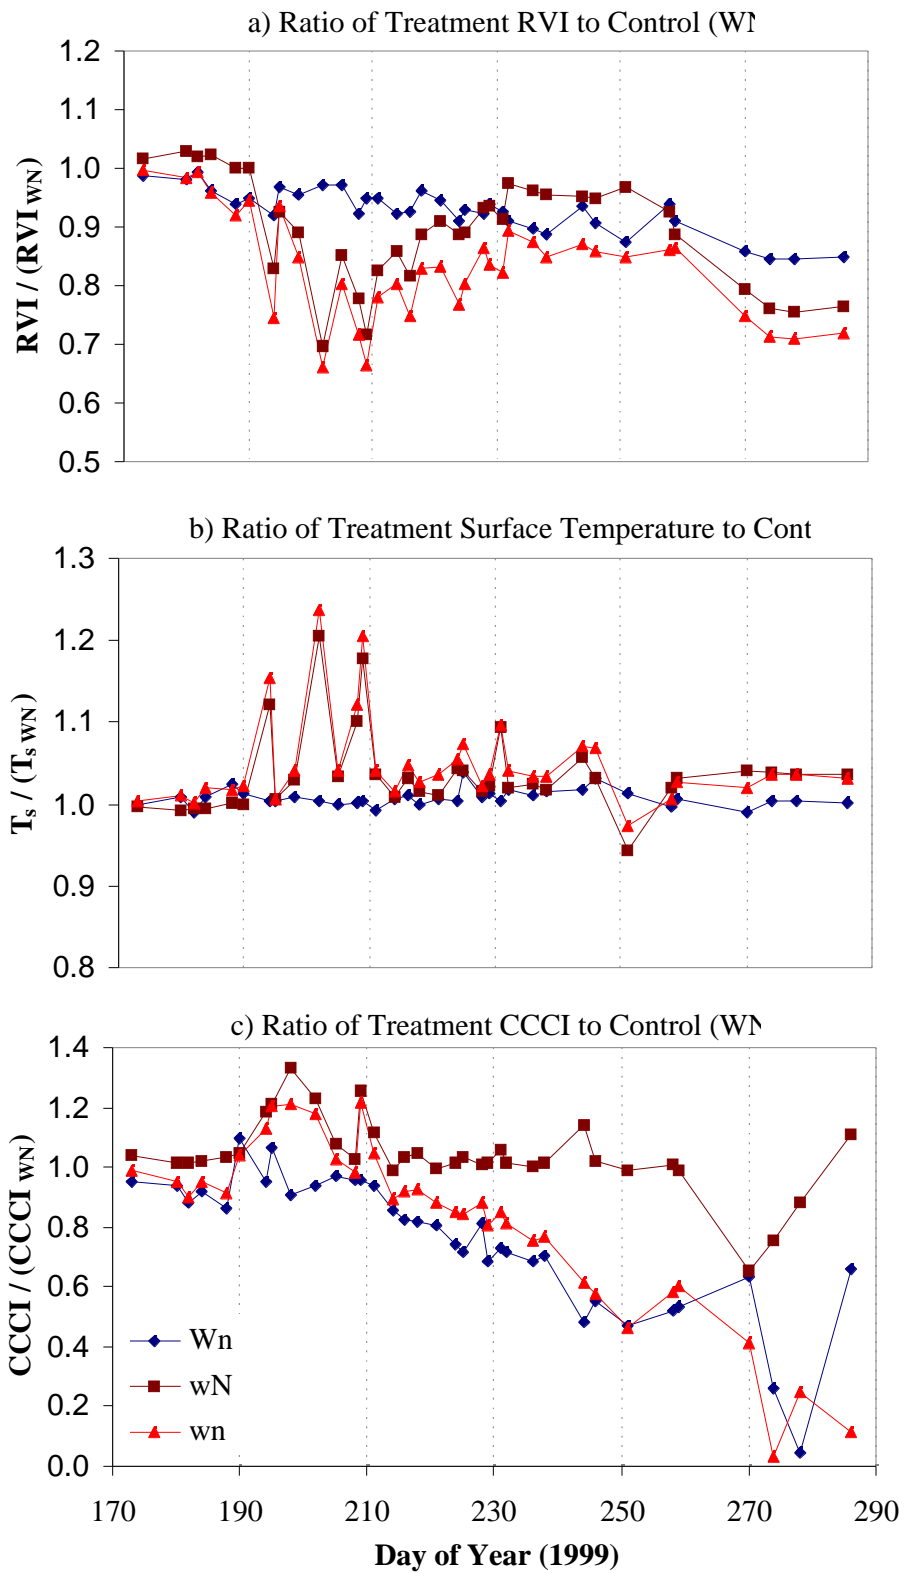 a) Ratio of Treatment RVI to Control (WN
1.2
1.1
1.0
0.9
0.8
0.7
0.6
0.5
RVI / (RVI WN)
b) Ratio of Treatment Surface Temperature to Cont
1.3
1.2
1.1
1.0
0.9
0.8
Ts / (Ts WN)
c) Ratio of Treatment CCCI to Control (WN
1.4
1.2
1.0
0.8
0.6
0.4
0.2
0.0
CCCI / (CCCI WN)
Wn
wN
wn
170 190 210 230 250 270 290
Day of Year (1999)